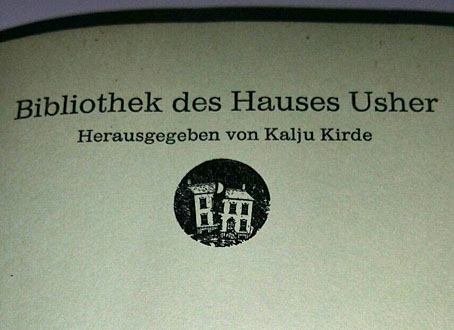 Bibliothek des Hauses Usher
Herausgegeben von Kalju Kirde